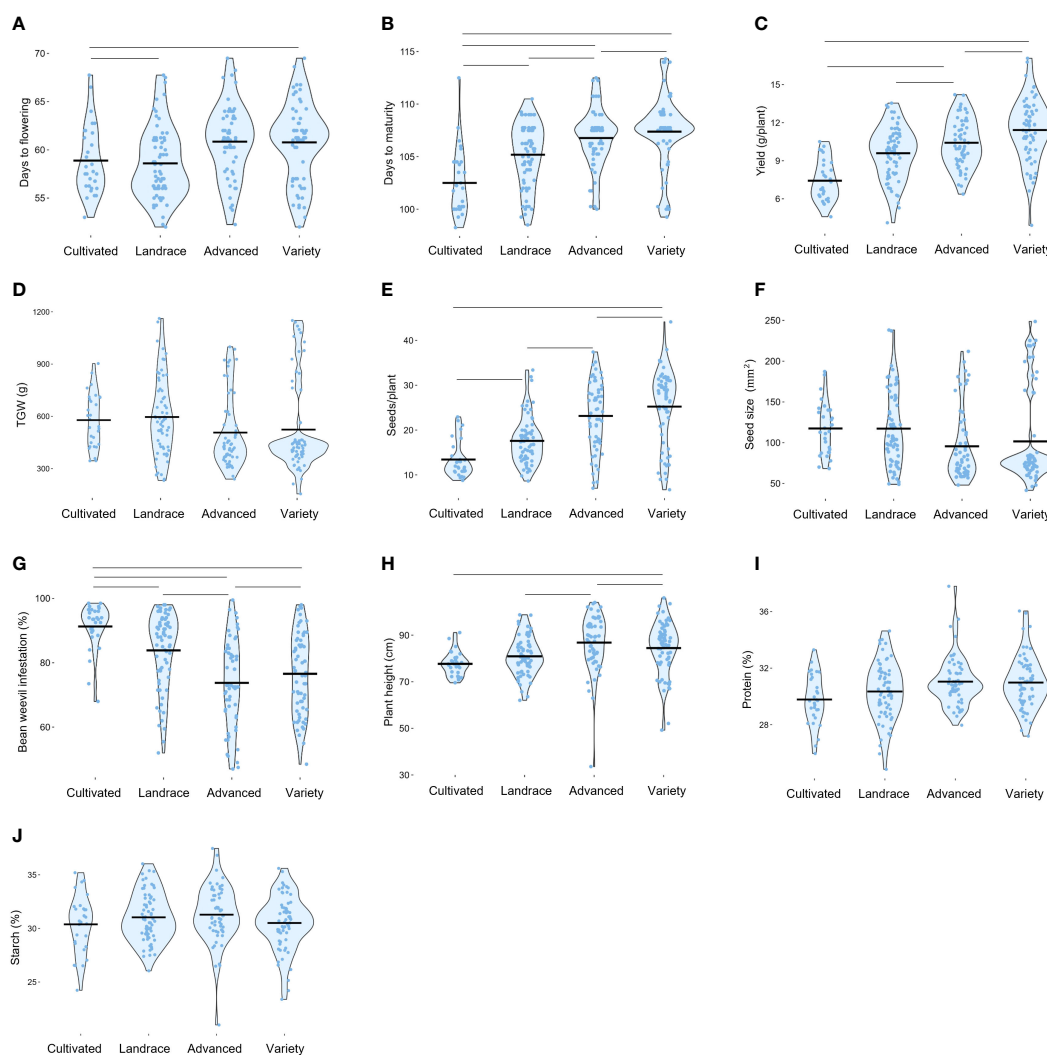 A
Days to flowering
70
65
60
55
Cultivated Landrace Advanced Variety
B
Days to maturity
115
110
105
100
Cultivated Landrace Advanced Variety
C
Yield (g/plant)
15
12
9
6
Cultivated Landrace Advanced Variety
D
TGW (g)
1200
900
600
300
Cultivated Landrace Advanced Variety
E
Seeds/plant
40
30
20
10
Cultivated Landrace Advanced Variety
F
Seed size (mm²)
250
200
150
100
50
Cultivated Landrace Advanced Variety
G
Bean weevil infestation (%)
100
80
60
Cultivated Landrace Advanced Variety
H
Plant height (cm)
90
70
50
30
Cultivated Landrace Advanced Variety
I
Protein (%)
36
32
28
Cultivated Landrace Advanced Variety
J
Starch (%)
35
30
25
Cultivated Landrace Advanced Variety